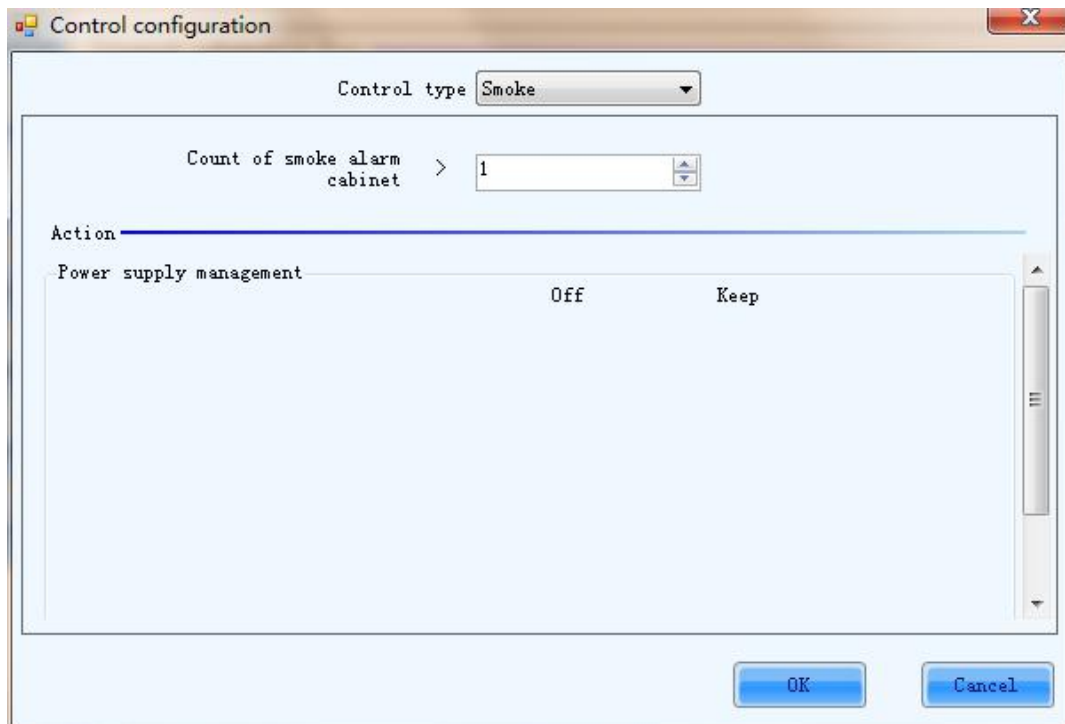 Control configuration
Control type Smoke
Count of smoke alarm
cabinet > 1
Action
Power supply management
Off Keep
OK Cancel